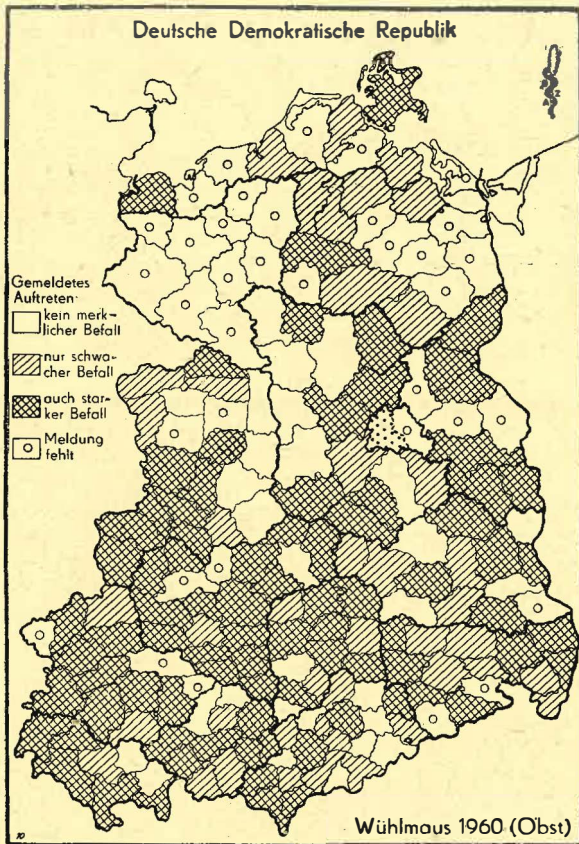 Deutsche Demokratische Republik
Gemeldetes
Auftreten:
kein merk-
licher Befall
nur schwa-
cher Befall
auch star-
ker Befall
Meldung
fehlt
Wühlmaus 1960 (Obst)